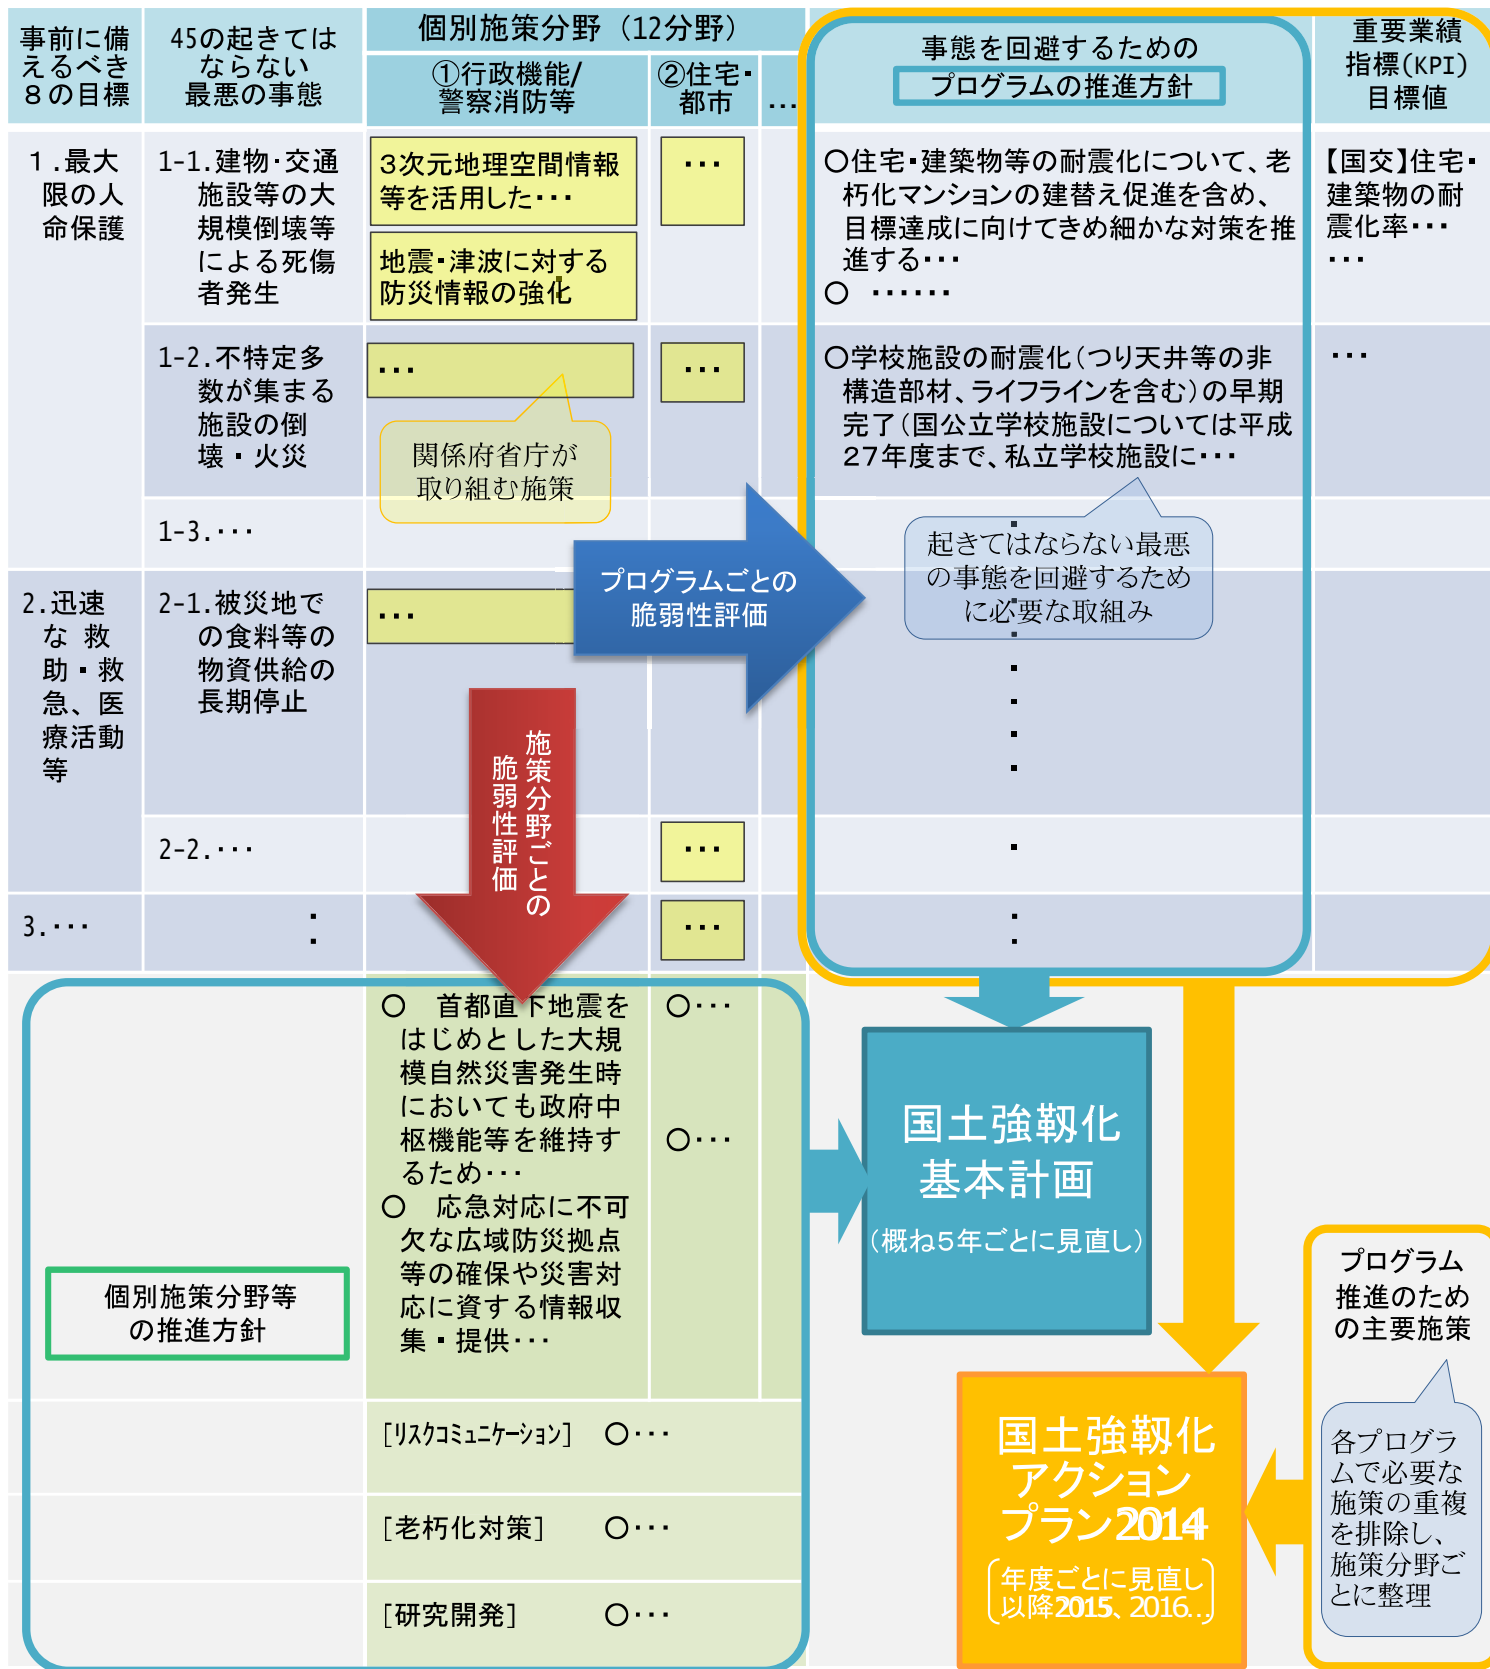 事前に備
えるべき
８の目標
45の起きては
ならない
最悪の事態
個別施策分野（12分野）
①行政機能/
警察消防等
②住宅・
都市
…
事態を回避するための
プログラムの推進方針
重要業績
指標(KPI)
目標値
１.最大
限の人
命保護
1-1.建物・交通
施設等の大
規模倒壊等
による死傷
者発生
３次元地理空間情報
等を活用した・・・
地震・津波に対する
防災情報の強化
・・・
○住宅・建築物等の耐震化について、老
朽化マンションの建替え促進を含め、
目標達成に向けてきめ細かな対策を推
進する・・・
○ ・・・・・・
【国交】住宅・
建築物の耐
震化率・・・
・・・
1-2.不特定多
数が集まる
施設の倒
壊・火災
・・・
・・・
○学校施設の耐震化（つり天井等の非
構造部材、ライフラインを含む）の早期
完了（国公立学校施設については平成
27年度まで、私立学校施設に・・・
・・・
関係府省庁が
取り組む施策
1-3.・・・
起きてはならない最悪
の事態を回避するため
に必要な取組み
プログラムごとの
脆弱性評価
2.迅速
な 救
助・救
急、医
療活動
等
2-1.被災地で
の食料等の
物資供給の
長期停止
・・・
施策分野ごとの
脆弱性評価
2-2.・・・
・・・
3.・・・
・・・
個別施策分野等
の推進方針
○ 首都直下地震を
はじめとした大規
模自然災害発生時
においても政府中
枢機能等を維持す
るため・・・
○ 応急対応に不可
欠な広域防災拠点
等の確保や災害対
応に資する情報収
集・提供・・・
○・・・
○・・・
［ﾘｽｸｺﾐｭﾆｹｰｼｮﾝ］ ○・・・
［老朽化対策］ ○・・・
［研究開発］ ○・・・
国土強靱化
基本計画
（概ね５年ごとに見直し）
国土強靱化
アクション
プラン2014
年度ごとに見直し
以降2015、2016…
プログラム
推進のため
の主要施策
各プログラ
ムで必要な
施策の重複
を排除し、
施策分野ご
とに整理